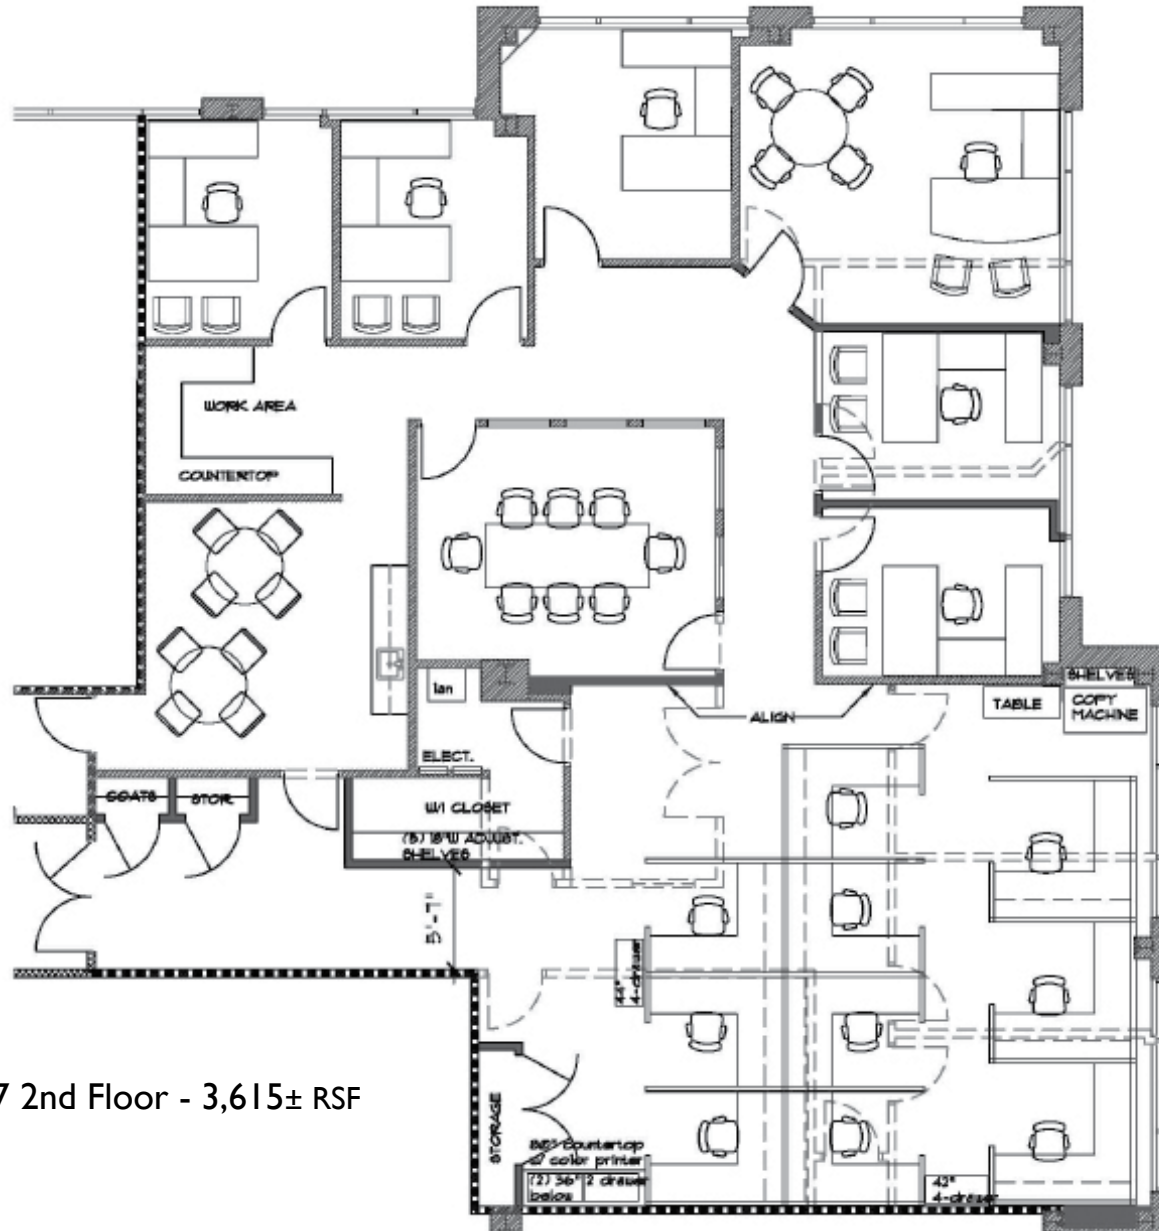 WORK AREA
COUNTERTOP
lan
ELECT.
SHELVES
TABLE
COPY
MACHINE
ALIGN
COATS
STOR.
W/I CLOSET
(5) 18"W ADJUST.
SHELVES
5'-7"
44"
4-drawer
7 2nd Floor - 3,615± RSF
STORAGE
countertop
w/ color printer
(2) 36" 2 drawer
below
42"
4-drawer